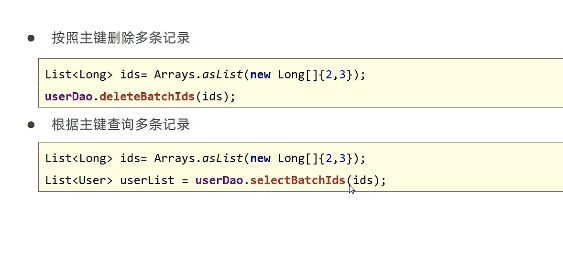 ● 按照主键删除多条记录
List<Long> ids= Arrays.asList(new Long[]{2,3});
userDao.deleteBatchIds(ids);
● 根据主键查询多条记录
List<Long> ids= Arrays.asList(new Long[]{2,3});
List<User> userList = userDao.selectBatchIds(ids);